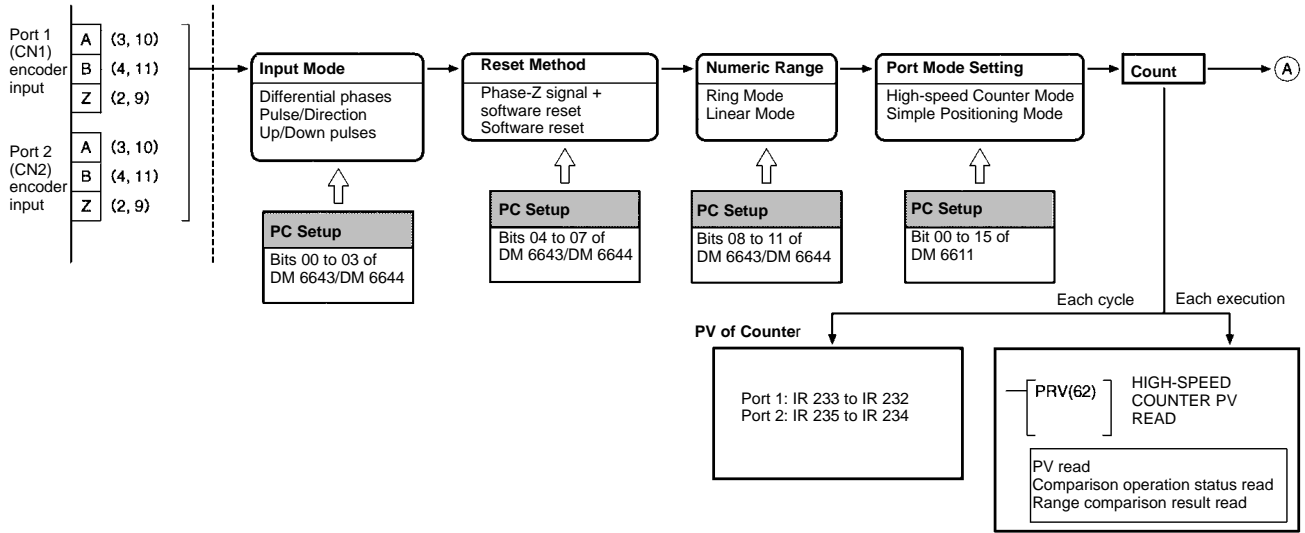 Port 1
(CN1)
encoder
input
A (3, 10)
B (4, 11)
Z (2, 9)
Port 2
(CN2)
encoder
input
A (3, 10)
B (4, 11)
Z (2, 9)
Input Mode
Differential phases
Pulse/Direction
Up/Down pulses
PC Setup
Bits 00 to 03 of
DM 6643/DM 6644
Reset Method
Phase-Z signal +
software reset
Software reset
PC Setup
Bits 04 to 07 of
DM 6643/DM 6644
Numeric Range
Ring Mode
Linear Mode
PC Setup
Bits 08 to 11 of
DM 6643/DM 6644
Port Mode Setting
High-speed Counter Mode
Simple Positioning Mode
PC Setup
Bit 00 to 15 of
DM 6611
Count
A
Each cycle
Each execution
PV of Counter
Port 1: IR 233 to IR 232
Port 2: IR 235 to IR 234
PRV(62)
HIGH-SPEED
COUNTER PV
READ
PV read
Comparison operation status read
Range comparison result read